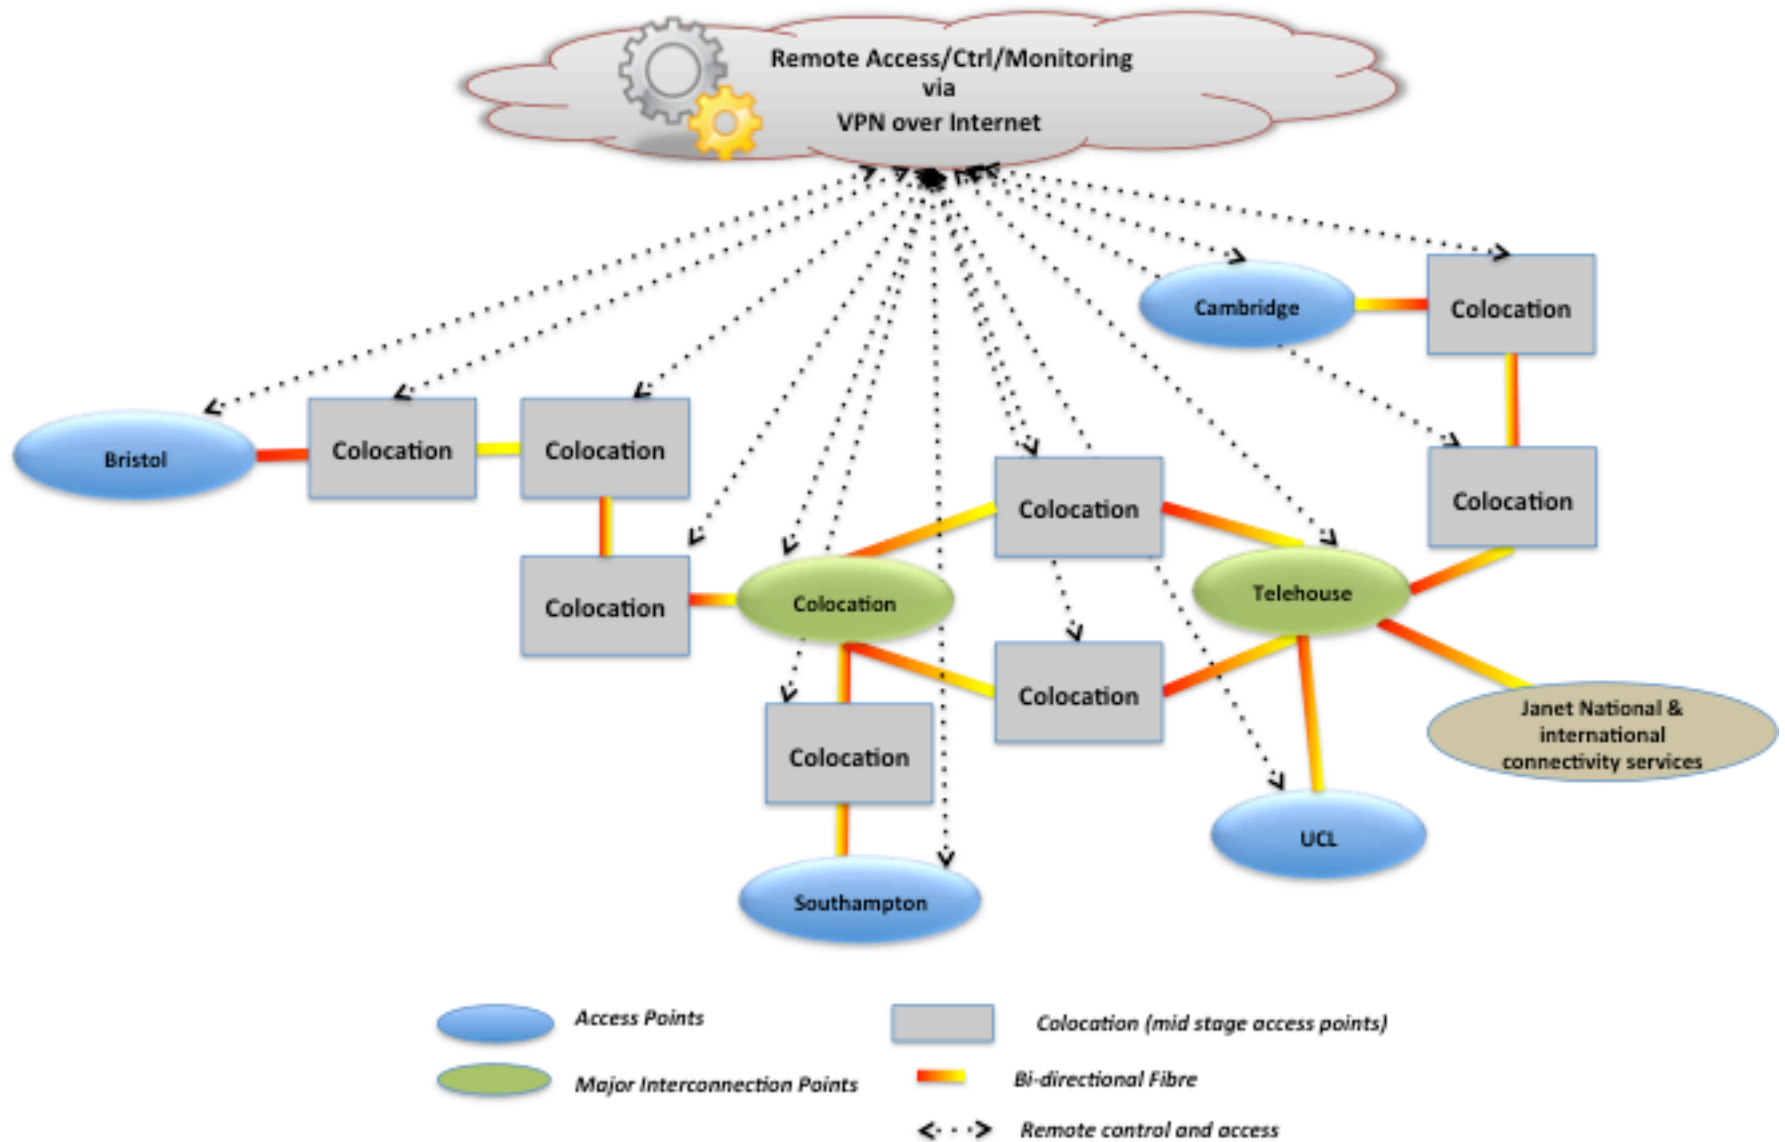 Remote Access/Ctrl/Monitoring
via
VPN over Internet
Cambridge
Colocation
Bristol
Colocation
Colocation
Colocation
Colocation
Colocation
Colocation
Telehouse
Colocation
Janet National &
international
connectivity services
Colocation
UCL
Southampton
Access Points
Colocation (mid stage access points)
Major Interconnection Points
Bi-directional Fibre
Remote control and access